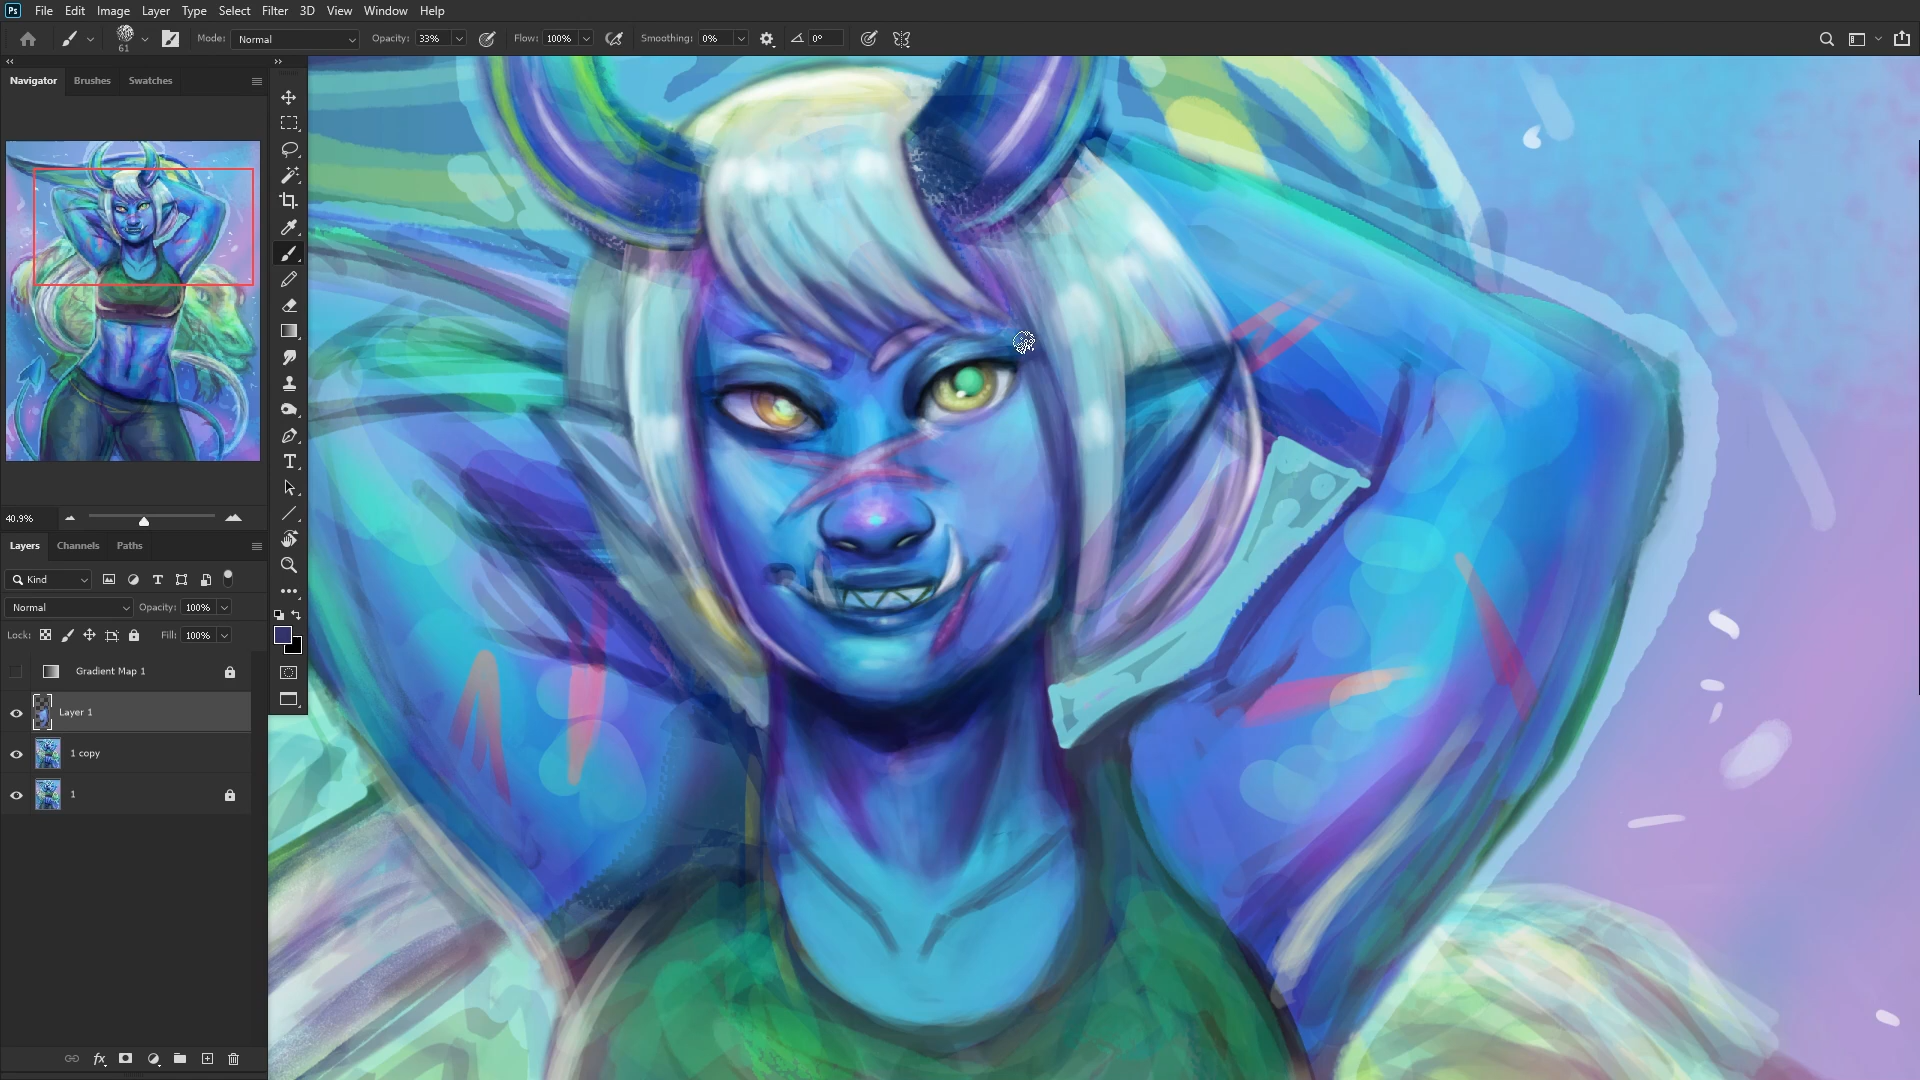 Ps File Edit Image Layer Type Select Filter 3D View Window Help
61 Mode: Normal Opacity: 33% Flow: 100% Smoothing: 0% 0°
Navigator Brushes Swatches
40.9%
Layers Channels Paths
Kind
Normal Opacity: 100%
Lock: Fill: 100%
Gradient Map 1
Layer 1
1 copy
1
fx